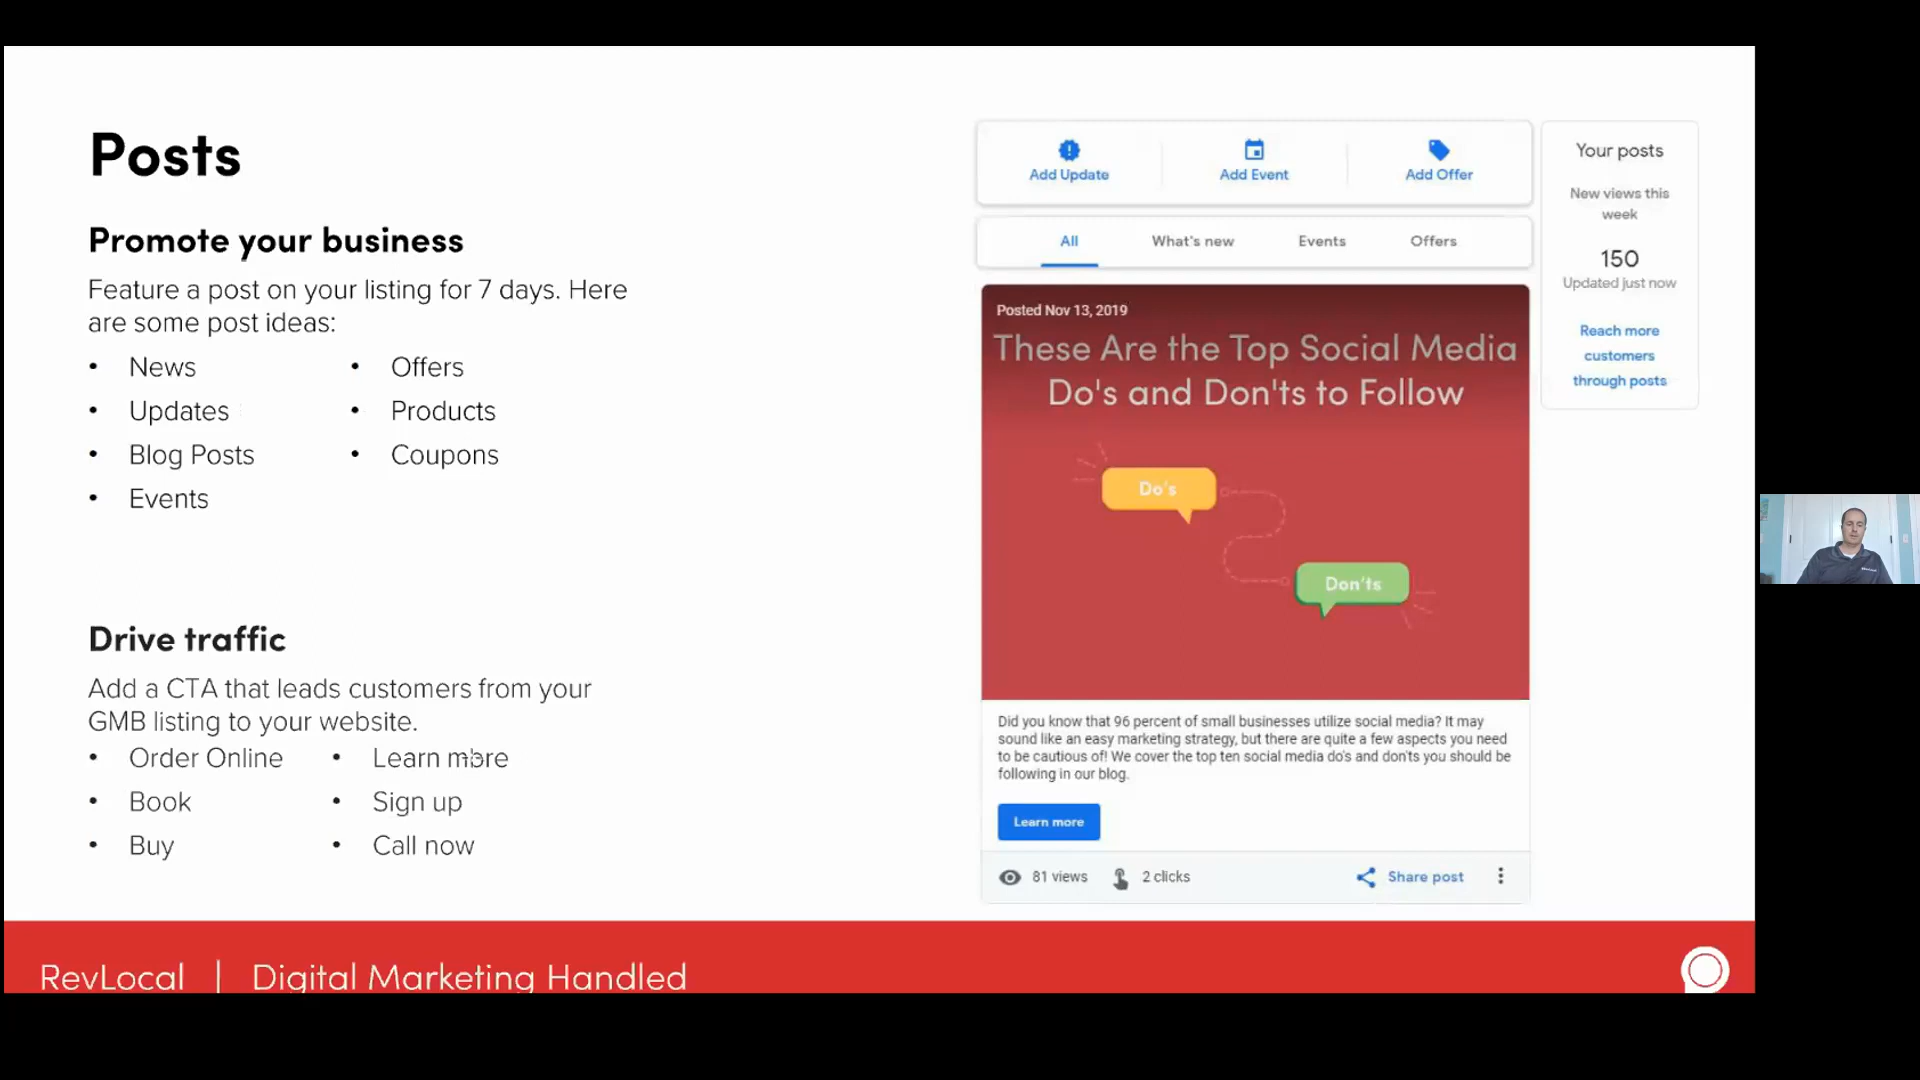 Posts
Promote your business
Feature a post on your listing for 7 days. Here
are some post ideas:
• News
• Updates
• Blog Posts
• Events
• Offers
• Products
• Coupons
Drive traffic
Add a CTA that leads customers from your
GMB listing to your website.
• Order Online
• Book
• Buy
• Learn more
• Sign up
• Call now
Add Update
Add Event
Add Offer
All
What's new
Events
Offers
Posted Nov 13, 2019
These Are the Top Social Media
Do's and Don'ts to Follow
Do's
Don'ts
Did you know that 96 percent of small businesses utilize social media? It may
sound like an easy marketing strategy, but there are quite a few aspects you need
to be cautious of! We cover the top ten social media do's and don'ts you should be
following in our blog.
Learn more
81 views
2 clicks
Share post
Your posts
New views this
week
150
Updated just now
Reach more
customers
through posts
RevLocal | Digital Marketing Handled